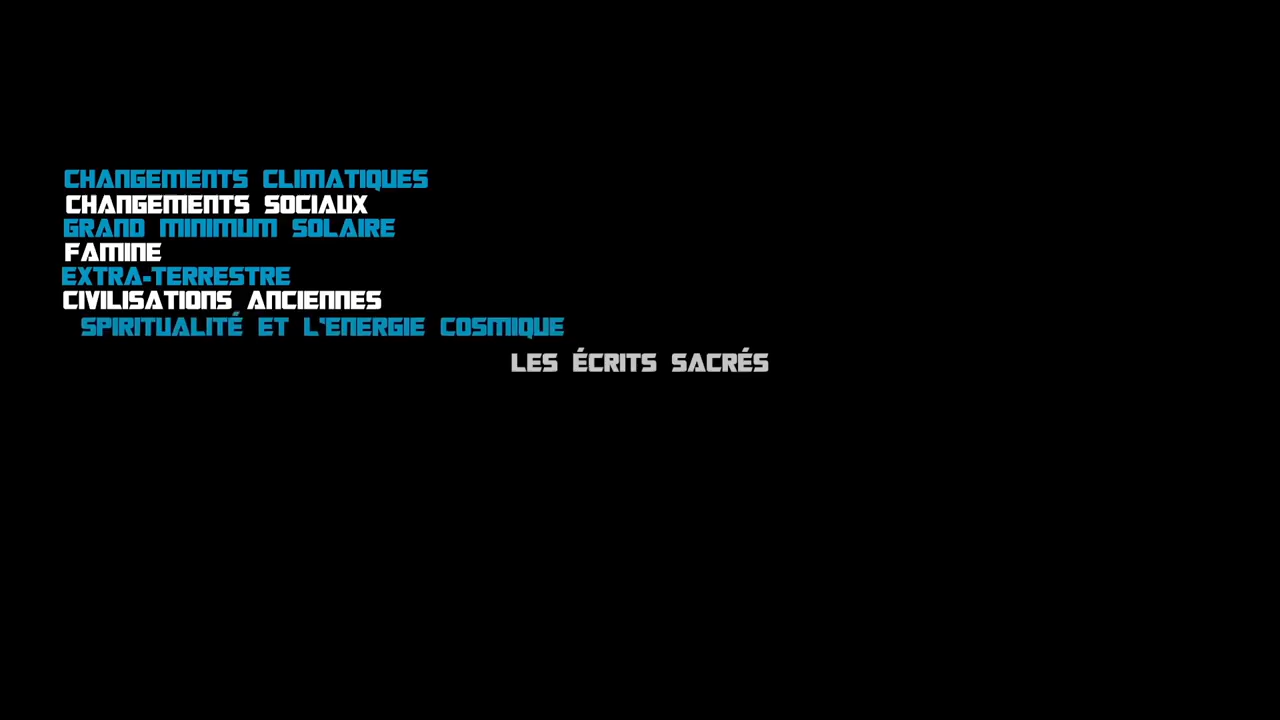 CHANGEMENTS CLIMATIQUES
CHANGEMENTS SOCIAUX
GRAND MINIMUM SOLAIRE
FAMINE
EXTRA-TERRESTRE
CIVILISATIONS ANCIENNES
SPIRITUALITÉ ET L'ENERGIE COSMIQUE
LES ÉCRITS SACRÉS